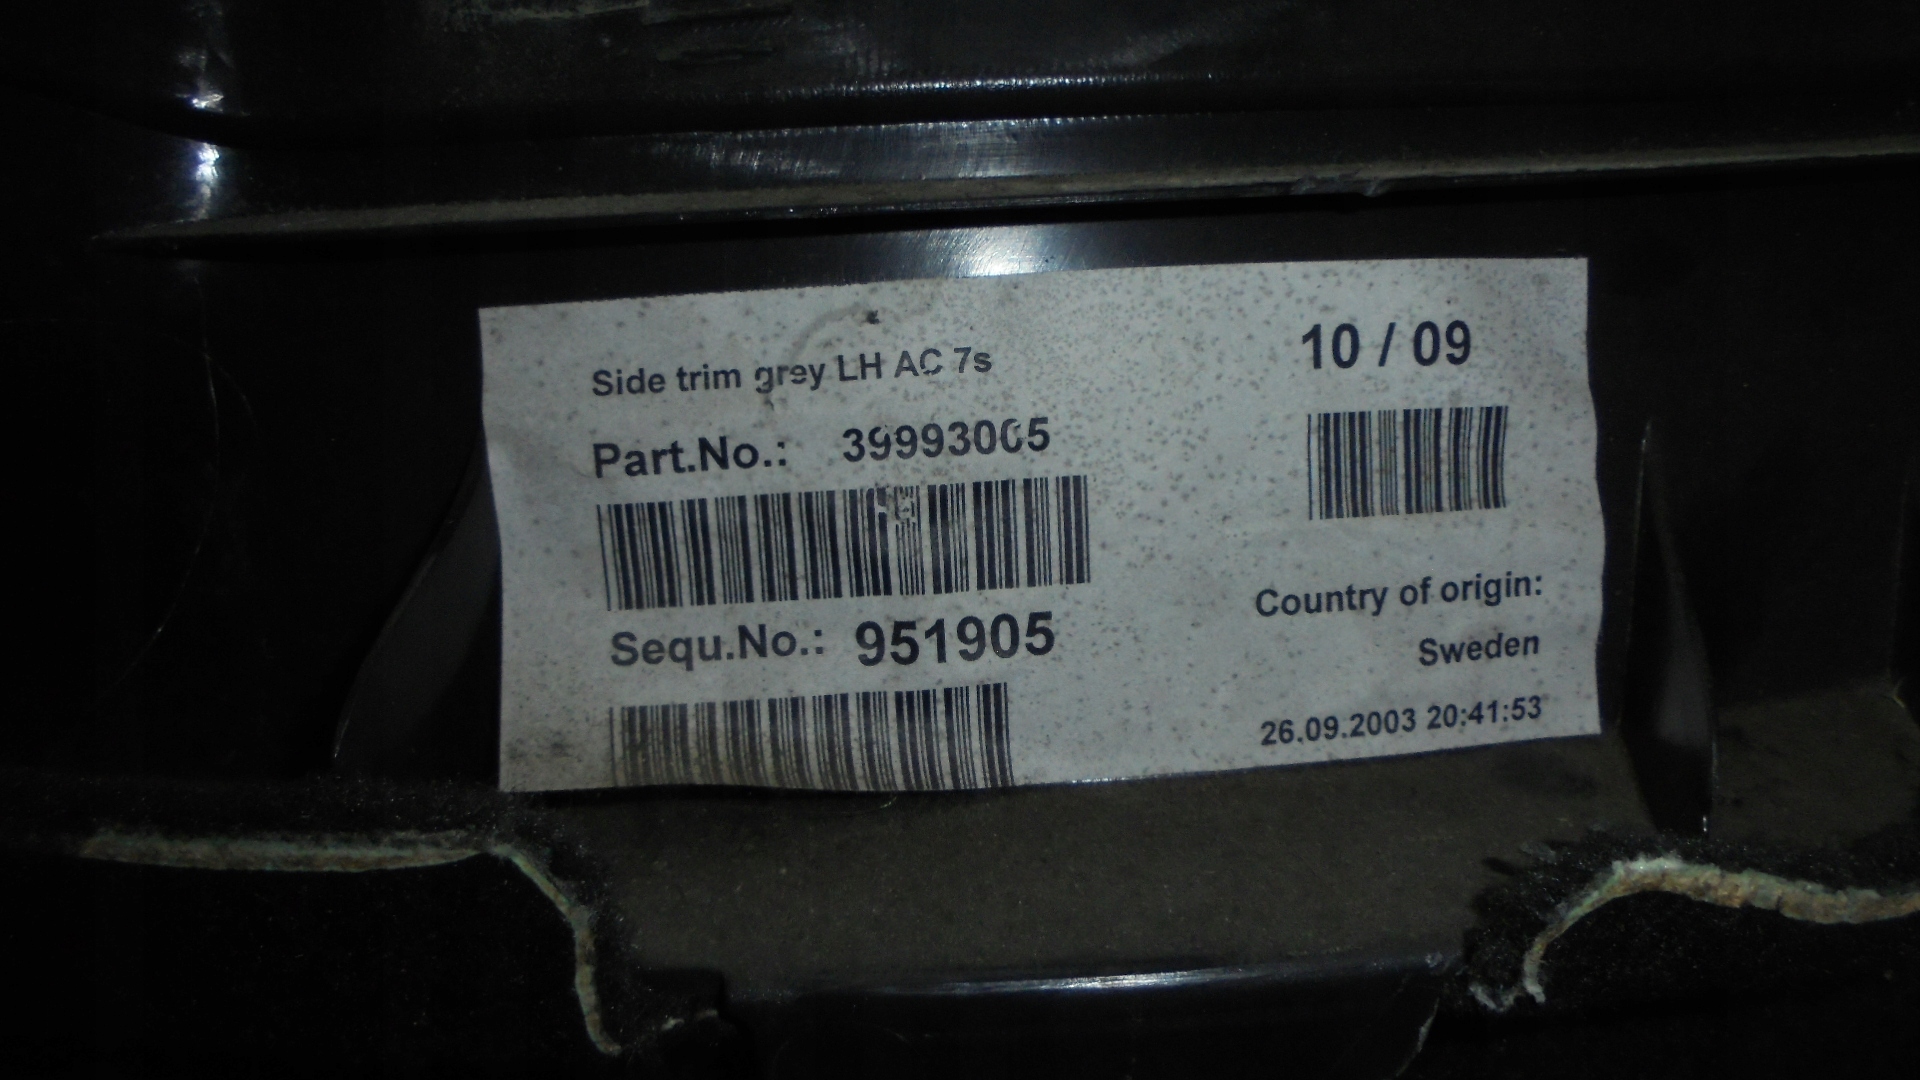 Side trim grey LH AC 7s
10 / 09
Part.No.: 39993005
Sequ.No.: 951905
Country of origin:
Sweden
26.09.2003 20:41:53